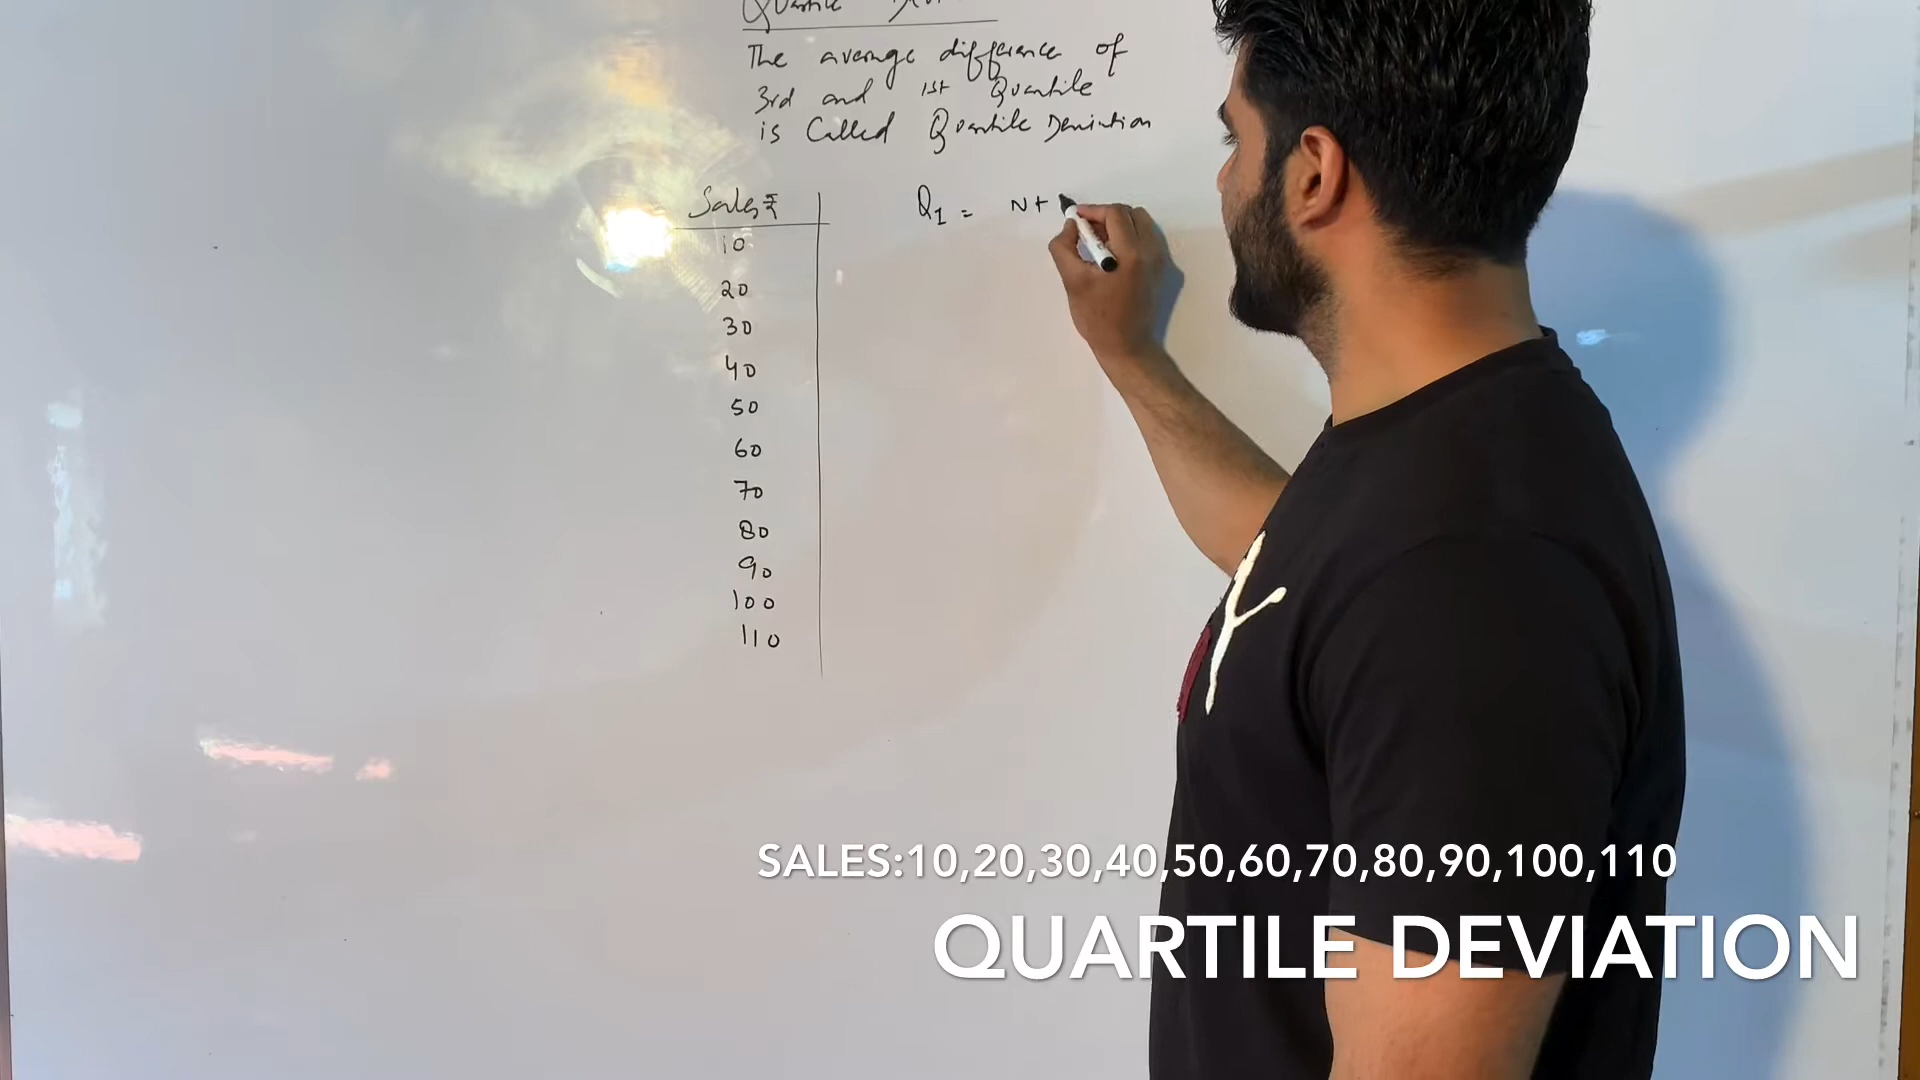 Quartile
The average difference of
3rd and 1st Quartile
is Called Quartile Deviation
Sales ₹
10
20
30
40
50
60
70
80
90
100
110
Q1 = N+
SALES:10,20,30,40,50,60,70,80,90,100,110
QUARTILE DEVIATION